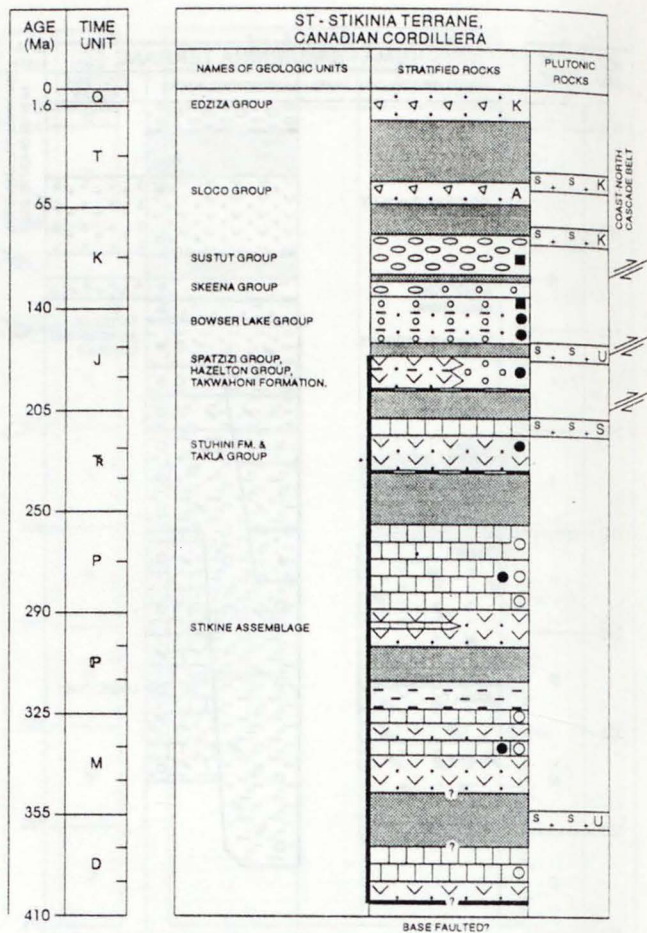 AGE (Ma)
TIME UNIT
ST - STIKINIA TERRANE,
CANADIAN CORDILLERA
NAMES OF GEOLOGIC UNITS
STRATIFIED ROCKS
PLUTONIC ROCKS
0
Q
EDZIZA GROUP
K
1.6
T
SLOCO GROUP
A
S S K
COAST NORTH
CASCADE BELT
65
S S K
K
SUSTUT GROUP
SKEENA GROUP
140
BOWSER LAKE GROUP
J
SPATZIZI GROUP,
HAZELTON GROUP,
TAKWAHONI FORMATION.
S S U
205
S S S
TR
STUHINI FM. &
TAKLA GROUP
250
P
290
STIKINE ASSEMBLAGE
P
325
M
?
355
S S U
?
D
?
410
BASE FAULTED?